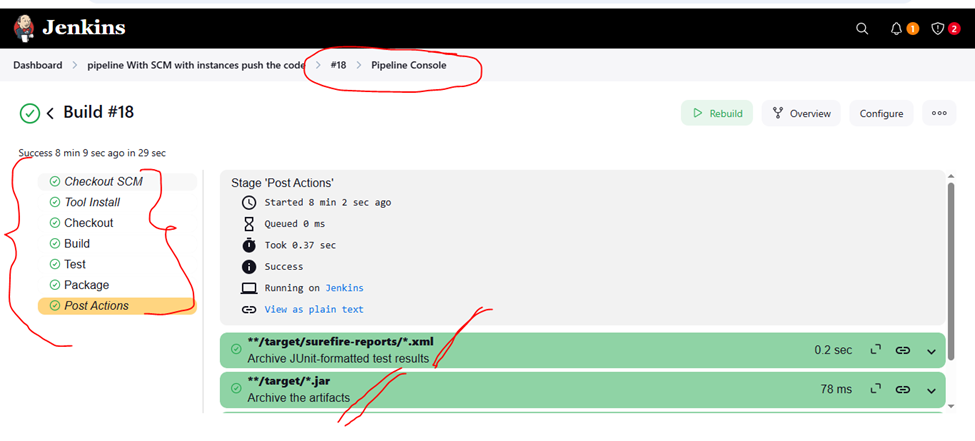 Jenkins
1
2
Dashboard > pipeline With SCM with instances push the code > #18 > Pipeline Console
Build #18
Rebuild
Overview
Configure
Success 8 min 9 sec ago in 29 sec
Checkout SCM
Tool Install
Checkout
Build
Test
Package
Post Actions
Stage 'Post Actions'
Started 8 min 2 sec ago
Queued 0 ms
Took 0.37 sec
Success
Running on Jenkins
View as plain text
**/target/surefire-reports/*.xml
Archive JUnit-formatted test results
0.2 sec
**/target/*.jar
Archive the artifacts
78 ms